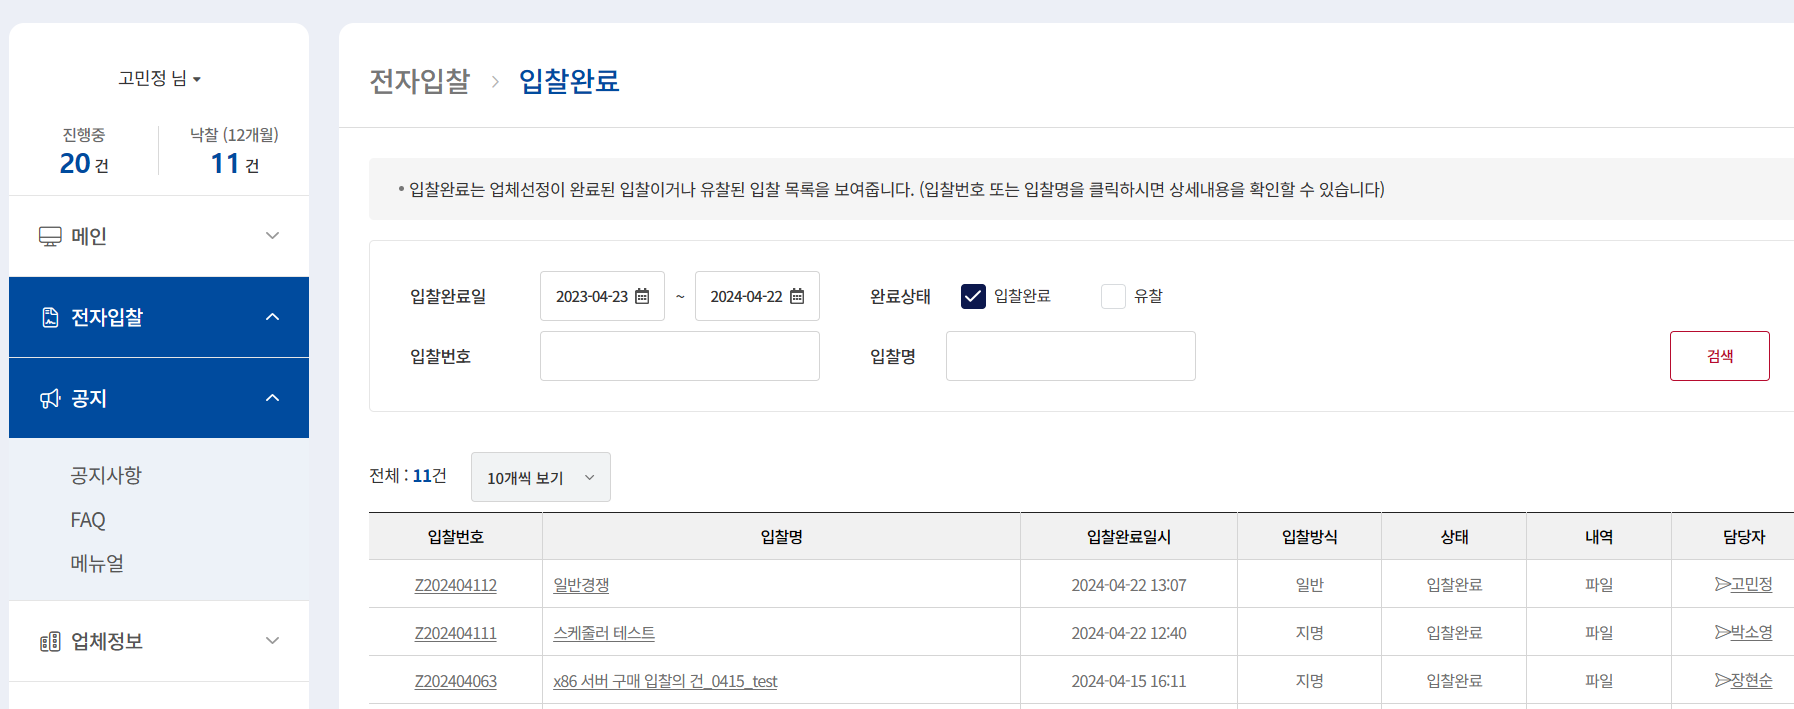 고민정 님
진행중
20 건
낙찰 (12개월)
11 건
메인
전자입찰
공지
공지사항
FAQ
메뉴얼
업체정보
전자입찰 > 입찰완료
• 입찰완료는 업체선정이 완료된 입찰이거나 유찰된 입찰 목록을 보여줍니다. (입찰번호 또는 입찰명을 클릭하시면 상세내용을 확인할 수 있습니다)
입찰완료일 2023-04-23 ~ 2024-04-22 완료상태 입찰완료 유찰
입찰번호 입찰명 검색
전체 : 11건 10개씩 보기
입찰번호 입찰명 입찰완료일시 입찰방식 상태 내역 담당자
Z202404112 일반경쟁 2024-04-22 13:07 일반 입찰완료 파일 고민정
Z202404111 스케줄러 테스트 2024-04-22 12:40 지명 입찰완료 파일 박소영
Z202404063 x86 서버 구매 입찰의 건_0415_test 2024-04-15 16:11 지명 입찰완료 파일 장현순